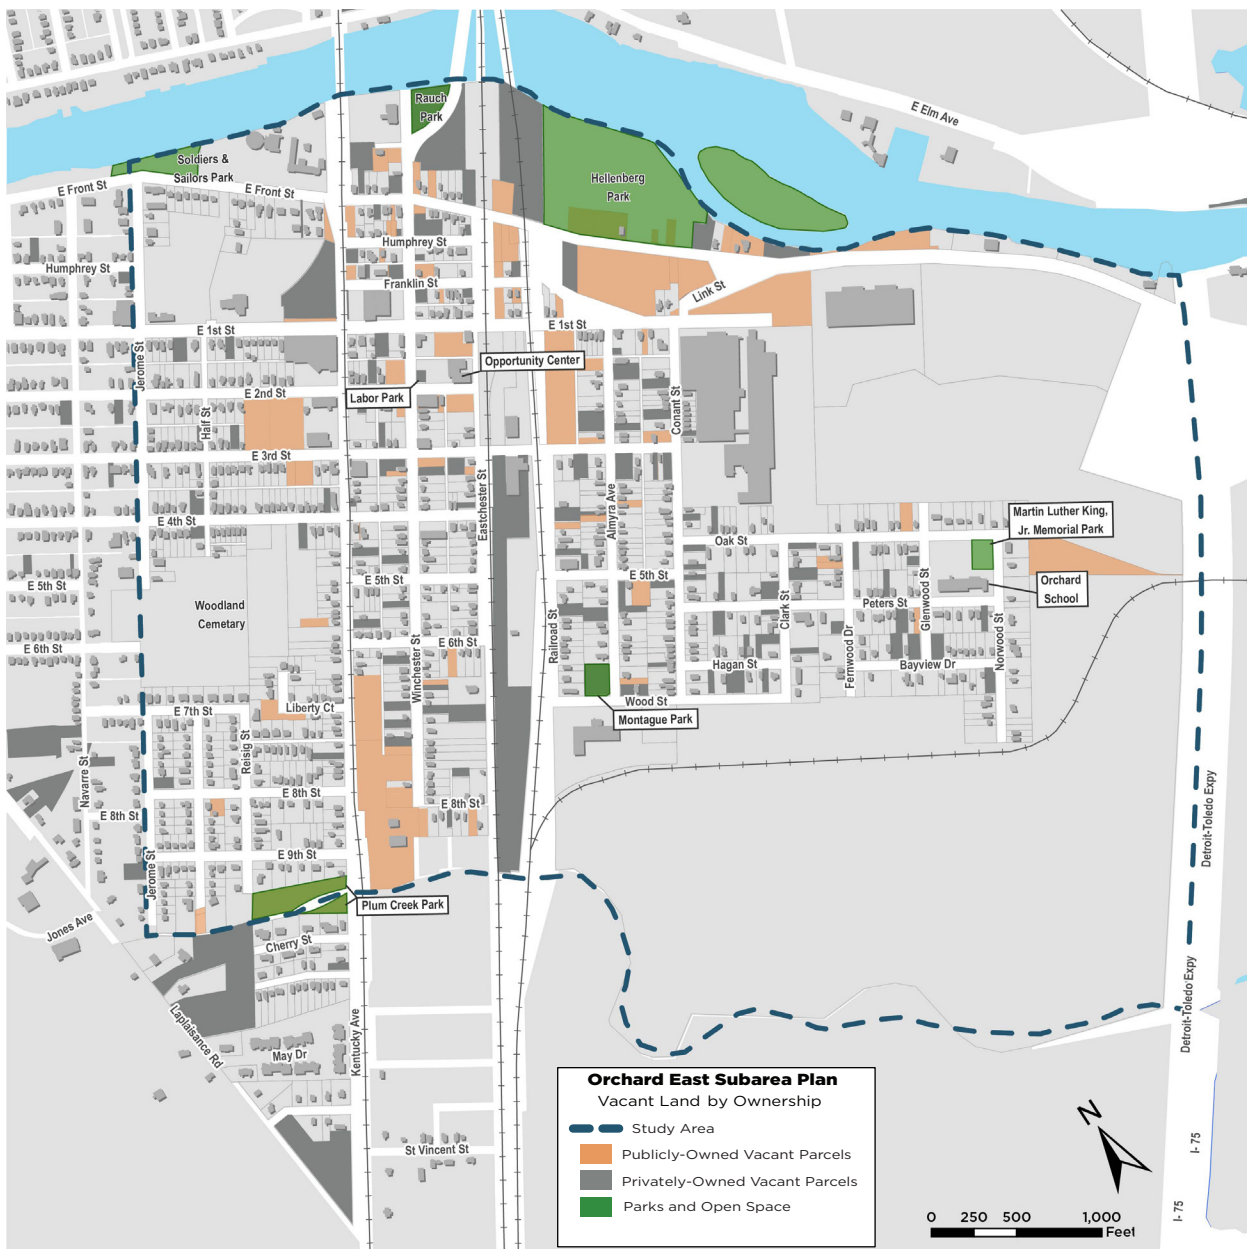 Rauch
Park
E Elm Ave
Soldiers &
Sailors Park
E Front St
E Front St
Hellenberg
Park
Humphrey St
Humphrey St
Franklin St
Link St
E 1st St
E 1st St
Jerome St
Opportunity Center
Labor Park
E 2nd St
Half St
Conant St
E 3rd St
Eastchester St
Almyra Ave
E 4th St
Oak St
Martin Luther King,
Jr. Memorial Park
E 5th St
E 5th St
E 5th St
Orchard
School
Woodland
Cemetary
Clark St
Peters St
Glenwood St
Railroad St
Winchester St
E 6th St
E 6th St
Hagan St
Fernwood Dr
Bayview Dr
Norwood St
E 7th St
Liberty Ct
Wood St
Montague Park
Reisig St
Navarre St
E 8th St
E 8th St
E 8th St
Detroit-Toledo Expy
E 9th St
Jerome St
Plum Creek Park
Jones Ave
Cherry St
Laplaisance Rd
Kentucky Ave
May Dr
Detroit-Toledo Expy
St Vincent St
Orchard East Subarea Plan
Vacant Land by Ownership
Study Area
Publicly-Owned Vacant Parcels
Privately-Owned Vacant Parcels
Parks and Open Space
N
I- 75
I- 75
0 250 500 1,000
Feet